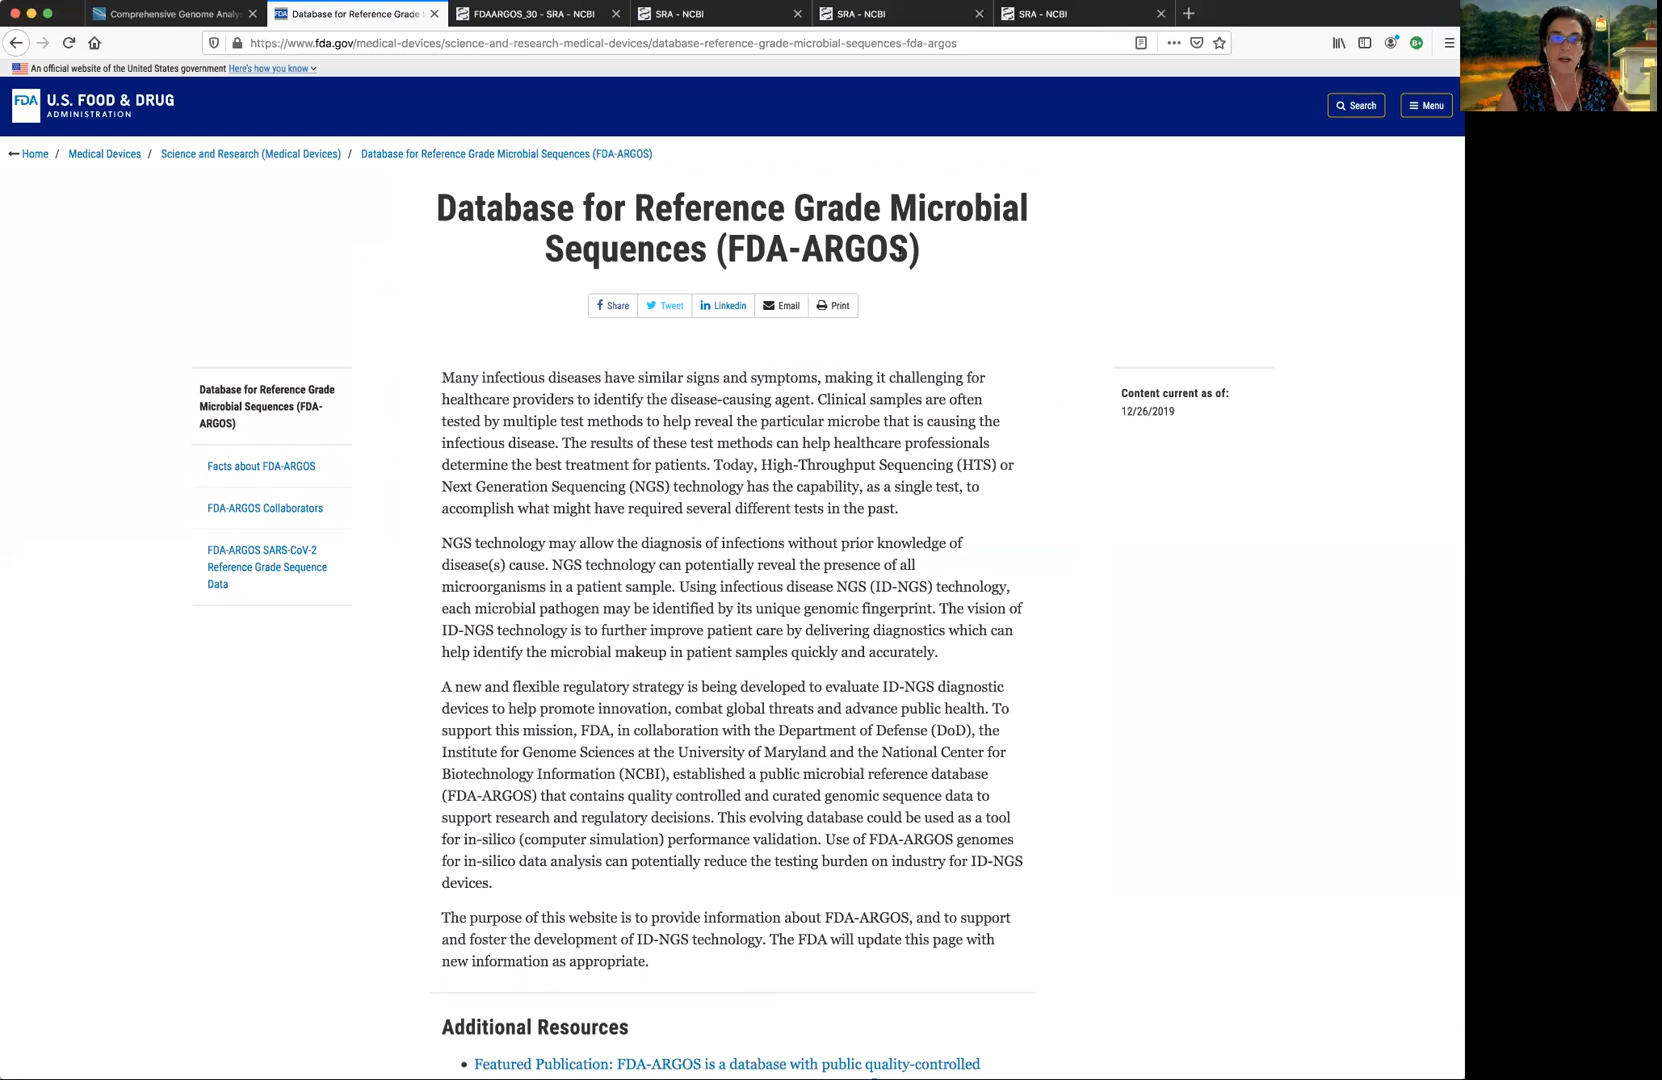 Comprehensive Genome Analy
Database for Reference Grade
FDAARGOS_30 - SRA - NCBI
SRA - NCBI
SRA - NCBI
SRA - NCBI
https://www.fda.gov/medical-devices/science-and-research-medical-devices/database-reference-grade-microbial-sequences-fda-argos
An official website of the United States government Here's how you know
FDA U.S. FOOD & DRUG
ADMINISTRATION
Search
Menu
Home / Medical Devices / Science and Research (Medical Devices) / Database for Reference Grade Microbial Sequences (FDA-ARGOS)
Database for Reference Grade Microbial
Sequences (FDA-ARGOS)
Share
Tweet
Linkedin
Email
Print
Database for Reference Grade
Microbial Sequences (FDA-
ARGOS)
Facts about FDA-ARGOS
FDA-ARGOS Collaborators
FDA-ARGOS SARS-CoV-2
Reference Grade Sequence
Data
Many infectious diseases have similar signs and symptoms, making it challenging for
healthcare providers to identify the disease-causing agent. Clinical samples are often
tested by multiple test methods to help reveal the particular microbe that is causing the
infectious disease. The results of these test methods can help healthcare professionals
determine the best treatment for patients. Today, High-Throughput Sequencing (HTS) or
Next Generation Sequencing (NGS) technology has the capability, as a single test, to
accomplish what might have required several different tests in the past.
NGS technology may allow the diagnosis of infections without prior knowledge of
disease(s) cause. NGS technology can potentially reveal the presence of all
microorganisms in a patient sample. Using infectious disease NGS (ID-NGS) technology,
each microbial pathogen may be identified by its unique genomic fingerprint. The vision of
ID-NGS technology is to further improve patient care by delivering diagnostics which can
help identify the microbial makeup in patient samples quickly and accurately.
A new and flexible regulatory strategy is being developed to evaluate ID-NGS diagnostic
devices to help promote innovation, combat global threats and advance public health. To
support this mission, FDA, in collaboration with the Department of Defense (DoD), the
Institute for Genome Sciences at the University of Maryland and the National Center for
Biotechnology Information (NCBI), established a public microbial reference database
(FDA-ARGOS) that contains quality controlled and curated genomic sequence data to
support research and regulatory decisions. This evolving database could be used as a tool
for in-silico (computer simulation) performance validation. Use of FDA-ARGOS genomes
for in-silico data analysis can potentially reduce the testing burden on industry for ID-NGS
devices.
The purpose of this website is to provide information about FDA-ARGOS, and to support
and foster the development of ID-NGS technology. The FDA will update this page with
new information as appropriate.
Additional Resources
• Featured Publication: FDA-ARGOS is a database with public quality-controlled
Content current as of:
12/26/2019